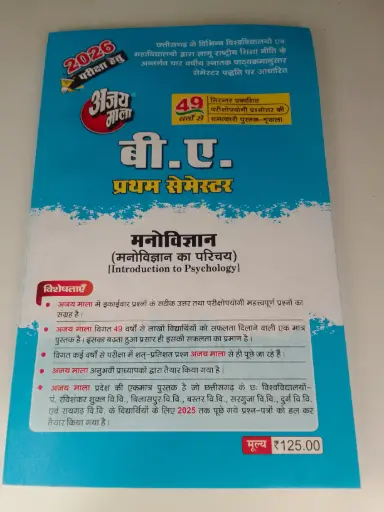 2026
परीक्षा हेतु
छत्तीसगढ़ के विभिन्न विश्वविद्यालयों एवं
महाविद्यालयों द्वारा लागू राष्ट्रीय शिक्षा नीति के
अन्तर्गत चार वर्षीय स्नातक पाठ्यक्रमानुसार
सेमेस्टर पद्धति पर आधारित
अजय
माला
49 वर्षों से
निरन्तर प्रकाशित
परीक्षोपयोगी प्रश्नोत्तर की
चमत्कारी पुस्तक-शृंखला
बी.ए.
प्रथम सेमेस्टर
मनोविज्ञान
(मनोविज्ञान का परिचय)
[Introduction to Psychology]
विशेषताएँ
• अजय माला में इकाईवार प्रश्नों के सटीक उत्तर तथा परीक्षोपयोगी महत्वपूर्ण प्रश्नों का
संग्रह है।
• अजय माला विगत 49 वर्षों से लाखों विद्यार्थियों को सफलता दिलाने वाली एक मात्र
पुस्तक है। इसका बढ़ता हुआ प्रसार ही इसकी सफलता का प्रमाण है।
• विगत कई वर्षों से परीक्षा में शत्-प्रतिशत प्रश्न अजय माला से ही पूछे जा रहे हैं।
• अजय माला अनुभवी प्राध्यापकों द्वारा तैयार किया गया है।
• अजय माला प्रदेश की एकमात्र पुस्तक है जो छत्तीसगढ़ के छः विश्वविद्यालयों-
पं. रविशंकर शुक्ल वि.वि., बिलासपुर वि.वि., बस्तर वि.वि., सरगुजा वि.वि., दुर्ग वि.वि.
एवं रायगढ़ वि.वि. के विद्यार्थियों के लिए 2025 तक पूछे गये प्रश्न-पत्रों को हल कर
तैयार किया गया है।
मूल्य ₹125.00